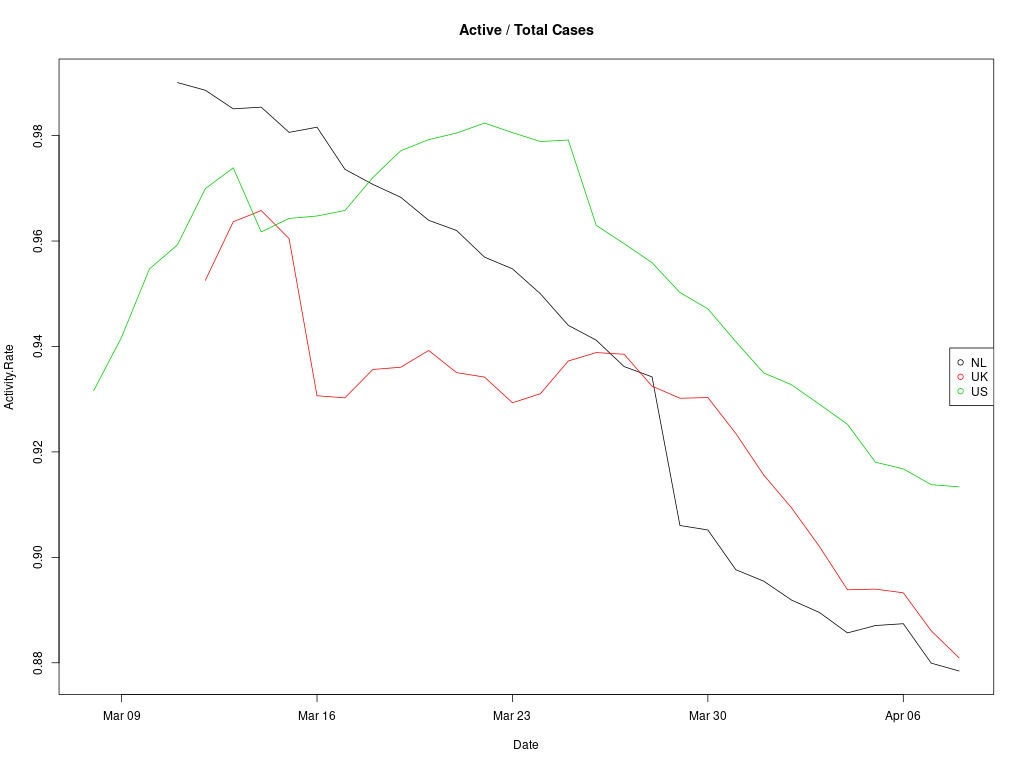 Active / Total Cases
Activity.Rate
0.98
0.96
0.94
0.92
0.90
0.88
NL
UK
US
Mar 09
Mar 16
Mar 23
Mar 30
Apr 06
Date